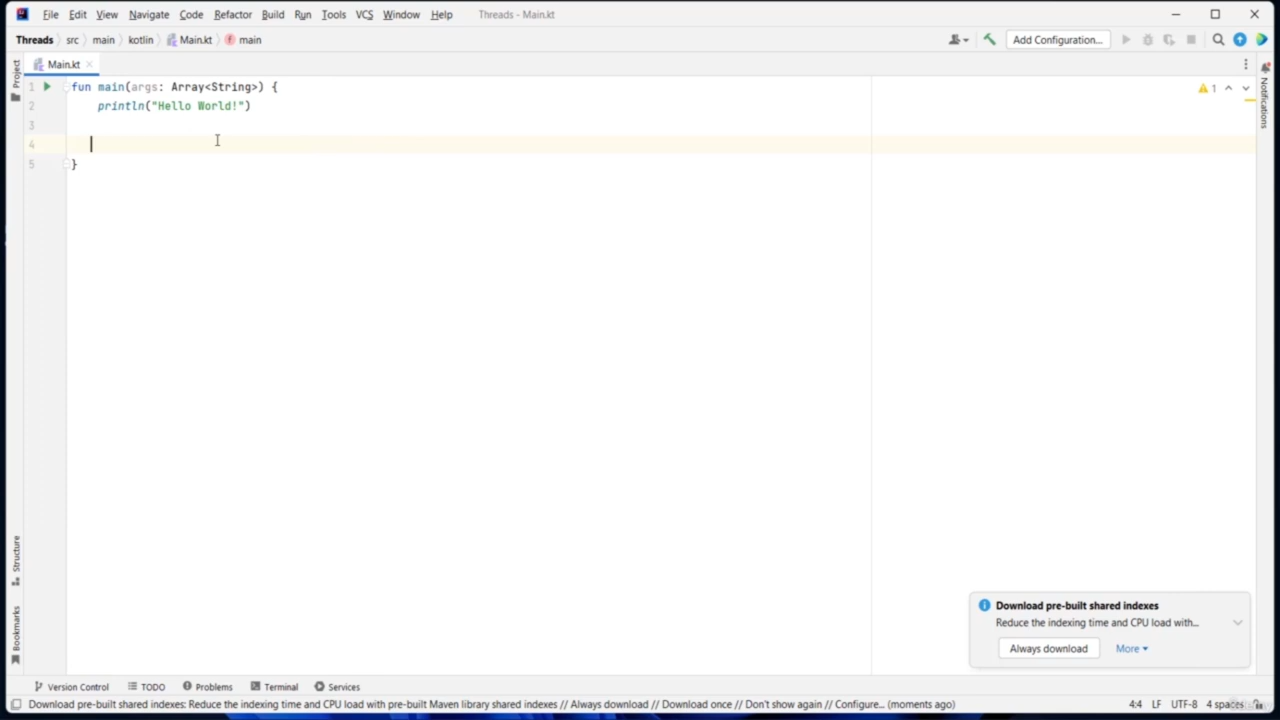 File Edit View Navigate Code Refactor Build Run Tools VCS Window Help Threads - Main.kt
Threads src main kotlin Main.kt main Add Configuration...
Project
Main.kt
Notifications
1 fun main(args: Array<String>) {
2 println("Hello World!")
3
4
5 }
1
Structure
Bookmarks
Download pre-built shared indexes
Reduce the indexing time and CPU load with...
Always download More
Version Control TODO Problems Terminal Services
Download pre-built shared indexes: Reduce the indexing time and CPU load with pre-built Maven library shared indexes // Always download // Download once // Don't show again // Configure... (moments ago) 4:4 LF UTF-8 4 spaces